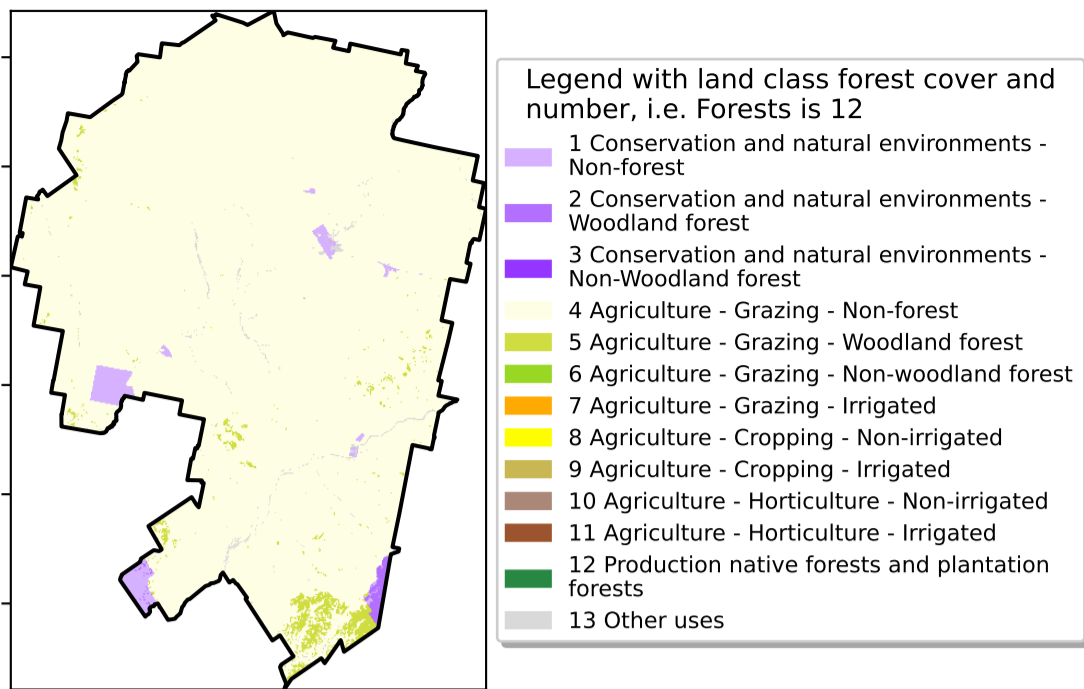 Legend with land class forest cover and
number, i.e. Forests is 12
1 Conservation and natural environments -
Non-forest
2 Conservation and natural environments -
Woodland forest
3 Conservation and natural environments -
Non-Woodland forest
4 Agriculture - Grazing - Non-forest
5 Agriculture - Grazing - Woodland forest
6 Agriculture - Grazing - Non-woodland forest
7 Agriculture - Grazing - Irrigated
8 Agriculture - Cropping - Non-irrigated
9 Agriculture - Cropping - Irrigated
10 Agriculture - Horticulture - Non-irrigated
11 Agriculture - Horticulture - Irrigated
12 Production native forests and plantation
forests
13 Other uses